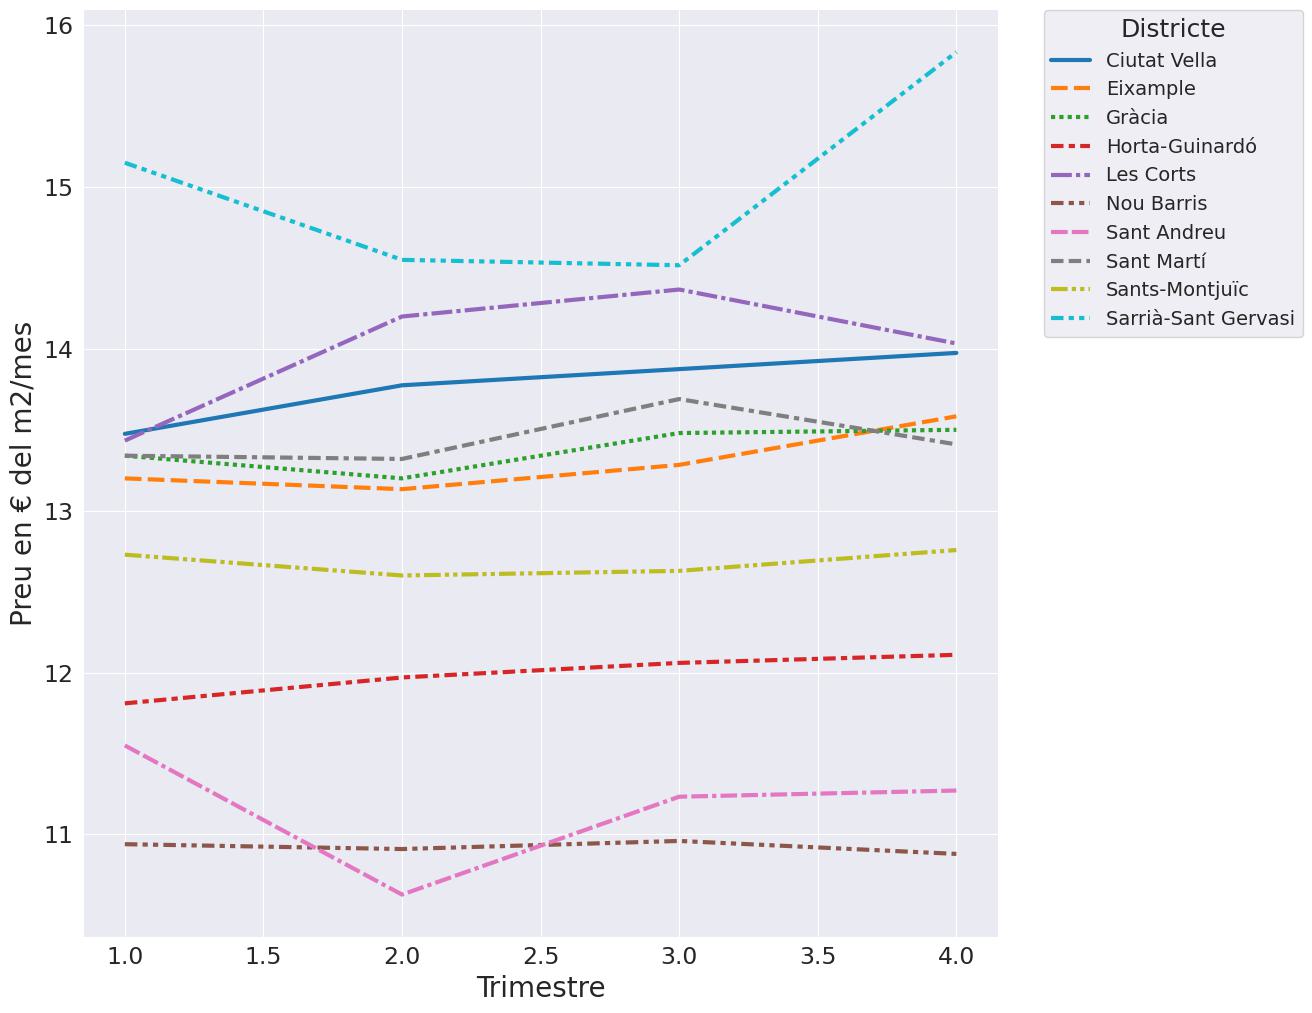 16
15
14
13
12
11
Preu en € del m2/mes
1.0 1.5 2.0 2.5 3.0 3.5 4.0
Trimestre
Districte
Ciutat Vella
Eixample
Gràcia
Horta-Guinardó
Les Corts
Nou Barris
Sant Andreu
Sant Martí
Sants-Montjuïc
Sarrià-Sant Gervasi